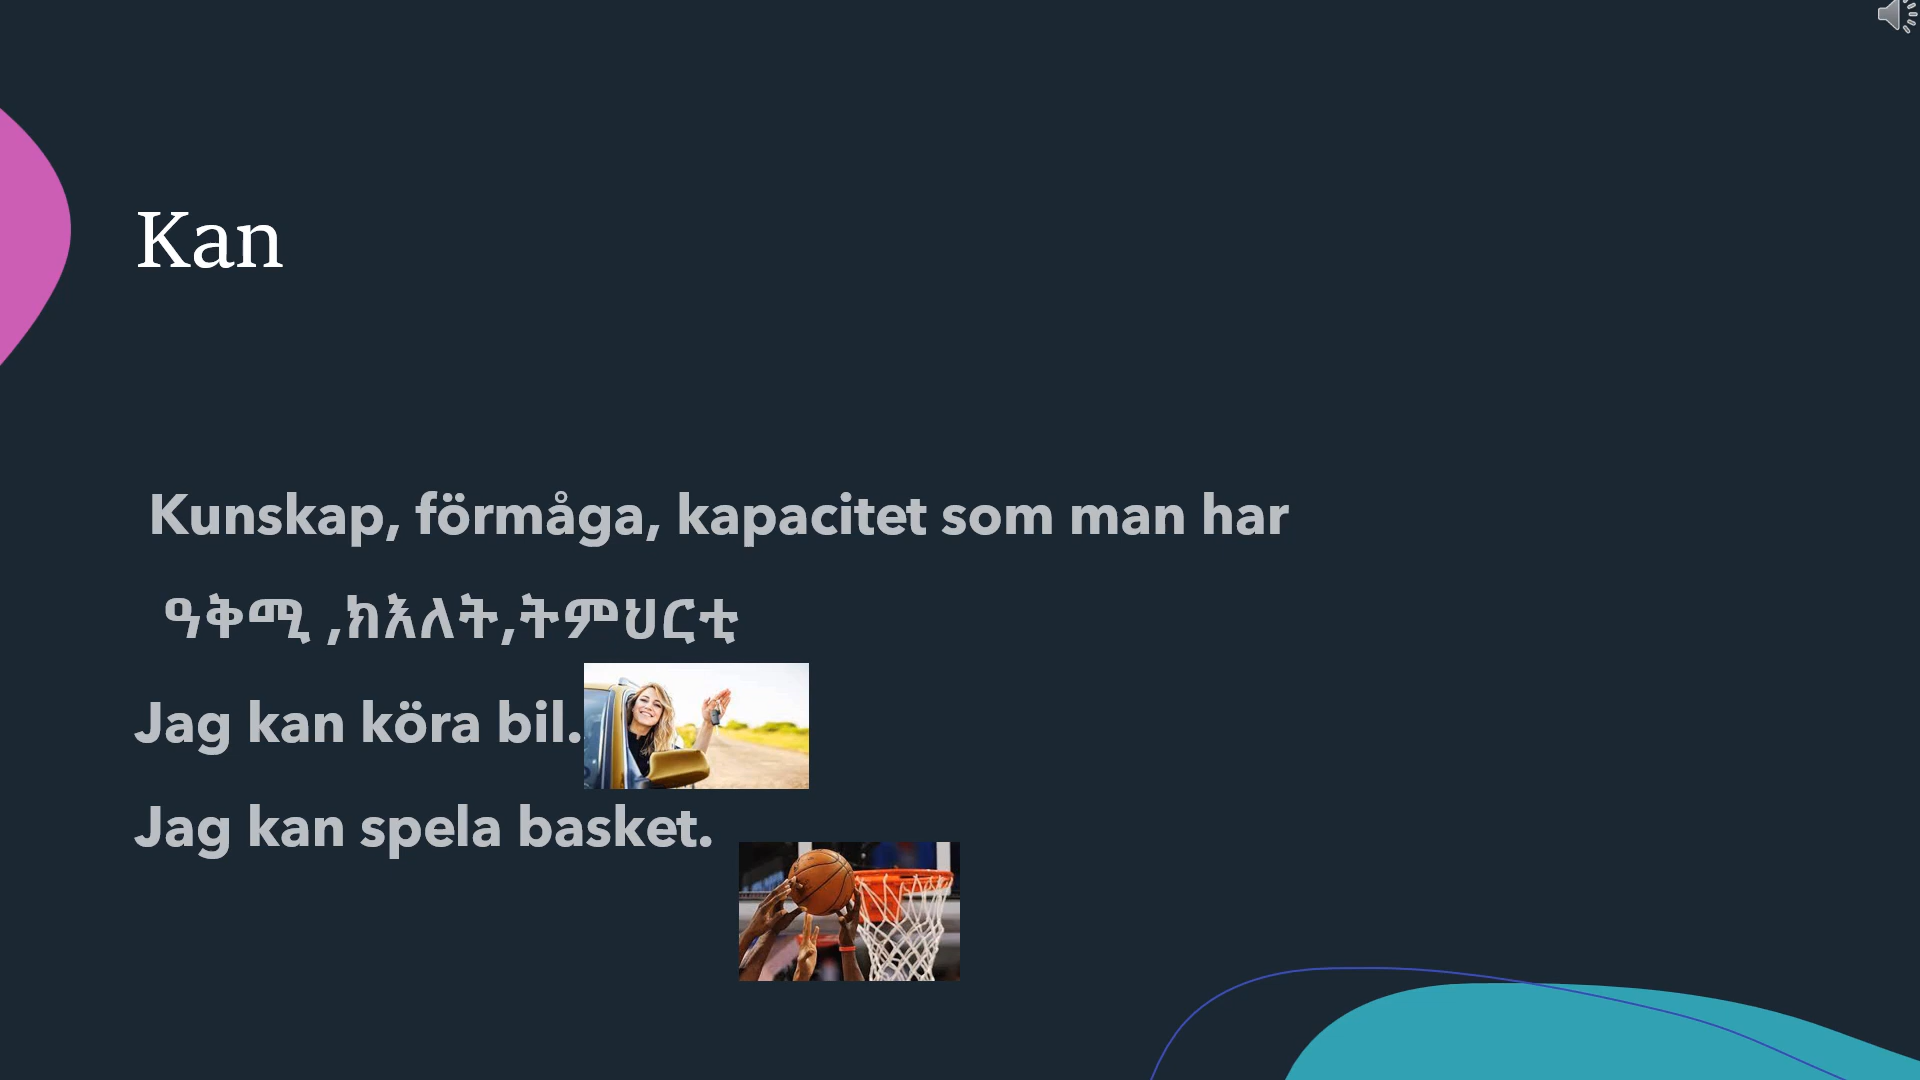 Kan
Kunskap, förmåga, kapacitet som man har
ዓቅሚ ,ክእለት,ትምህርቲ
Jag kan köra bil.
Jag kan spela basket.